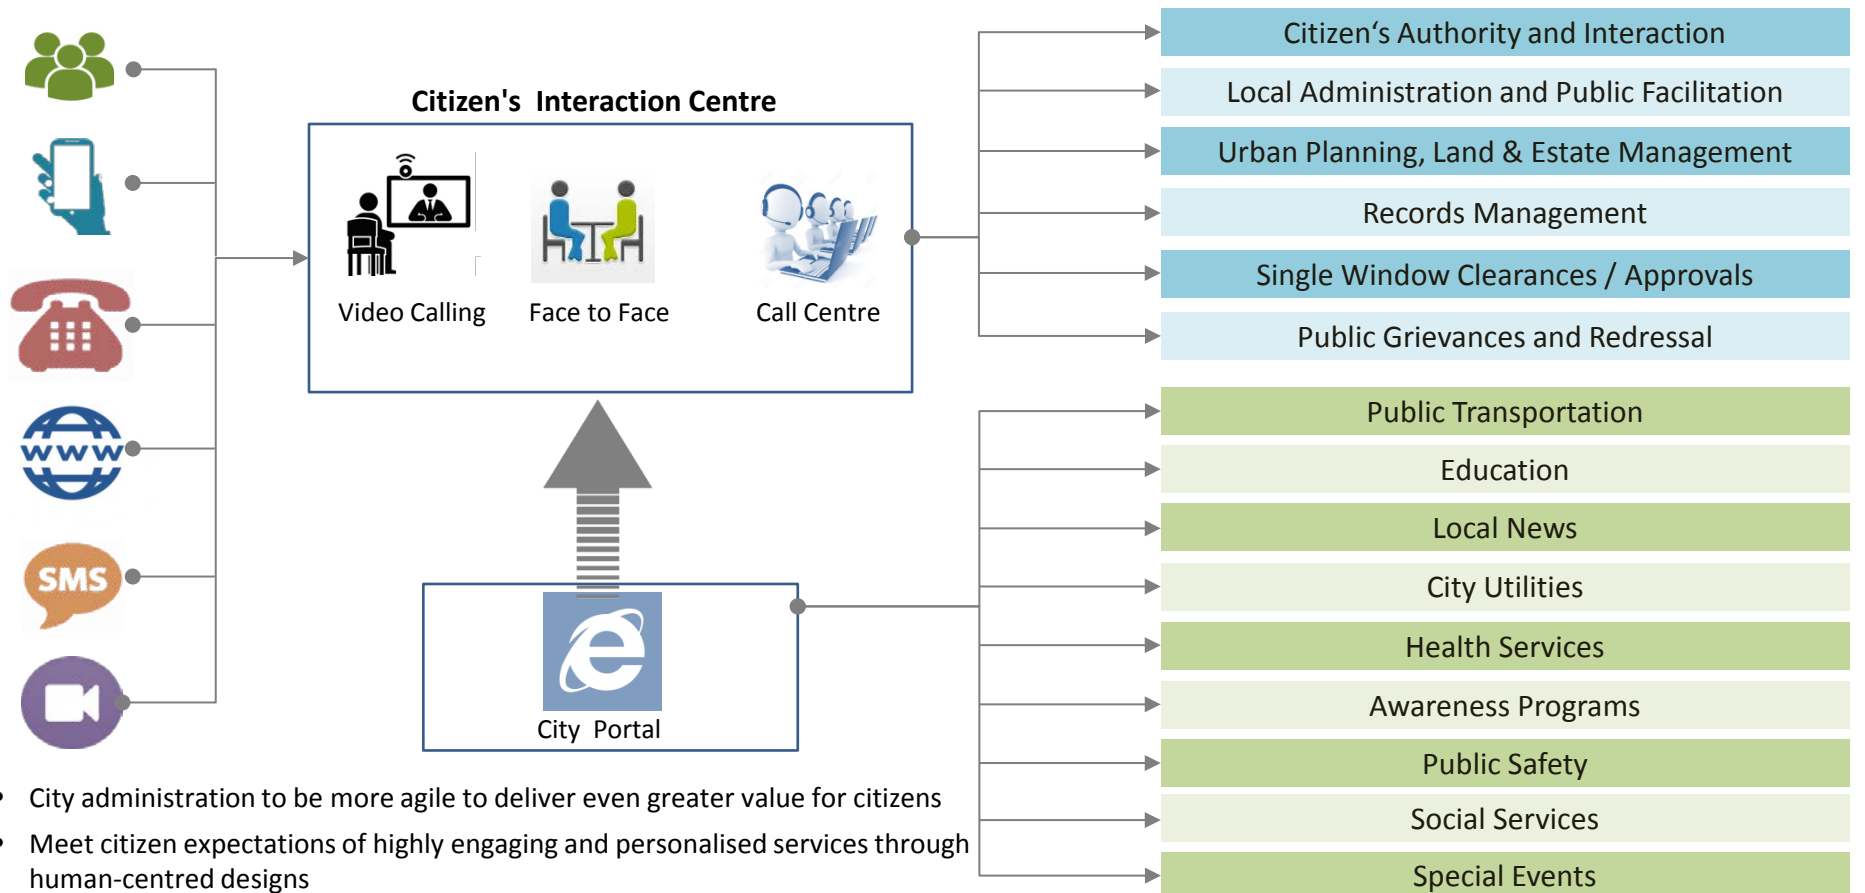 Citizen's  Interaction Centre
Video Calling
Face to Face
Call Centre
www
SMS
City  Portal
Citizen‘s Authority and Interaction
Local Administration and Public Facilitation
Urban Planning, Land & Estate Management
Records Management
Single Window Clearances / Approvals
Public Grievances and Redressal
Public Transportation
Education
Local News
City Utilities
Health Services
Awareness Programs
Public Safety
Social Services
Special Events
• City administration to be more agile to deliver even greater value for citizens
• Meet citizen expectations of highly engaging and personalised services through
human-centred designs